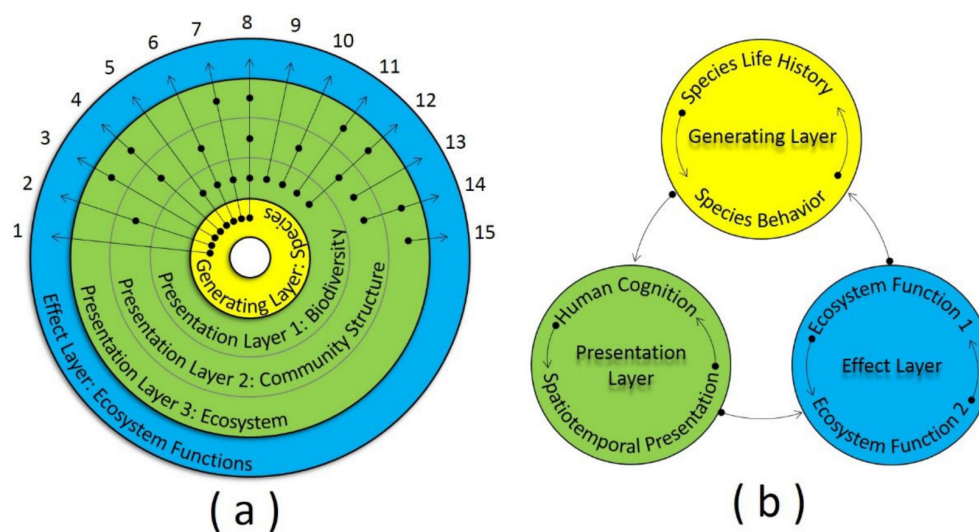 1
2
3
4
5
6
7
8
9
10
11
12
13
14
15
Generating Layer: Species
Presentation Layer 1: Biodiversity
Presentation Layer 2: Community Structure
Presentation Layer 3: Ecosystem
Effect Layer: Ecosystem Functions
( a )
Species Life History
Generating Layer
Species Behavior
Human Cognition
Presentation
Layer
Spatiotemporal Presentation
Ecosystem Function 1
Effect Layer
Ecosystem Function 2
( b )